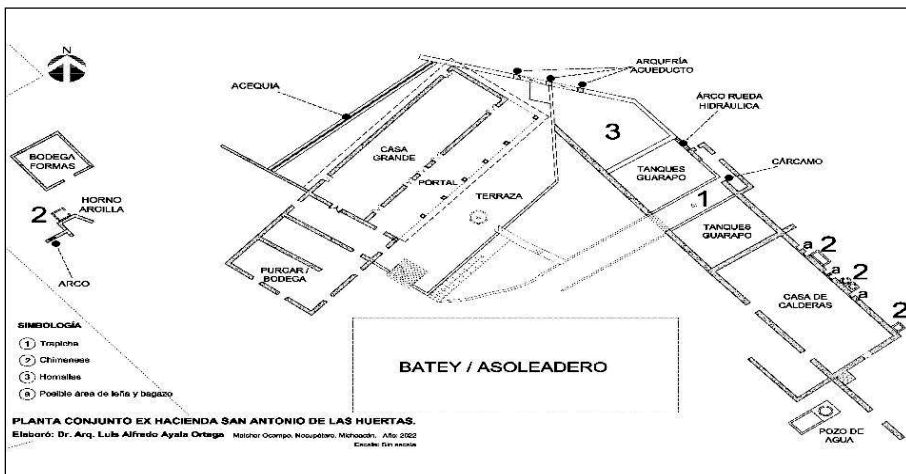 N
ACEQUIA
ARQUERÍA
ACUEDUCTO
ÁRCO RUEDA
HIDRÁULICA
CÁRCAMO
BODEGA
FORMAS
HORNO
ARCILLA
2
ARCO
CASA
GRANDE
PORTAL
TERRAZA
3
TANQUES
GUARAPO
1
TANQUES
GUARAPO
a
2
a
2
a
2
PURGAR /
BODEGA
CASA DE
CALDERAS
SIMBOLOGÍA
1 Trapiche
2 Chimeneas
3 Hornallas
a Posible área de leña y bagazo
BATEY / ASOLEADERO
POZO DE
AGUA
PLANTA CONJUNTO EX HACIENDA SAN ANTONIO DE LAS HUERTAS.
Elaboró: Dr. Arq. Luis Alfredo Ayala Ortega Melchor Ocampo, Nocupétaro, Michoacán. Año: 2022
Escala: Sin escala